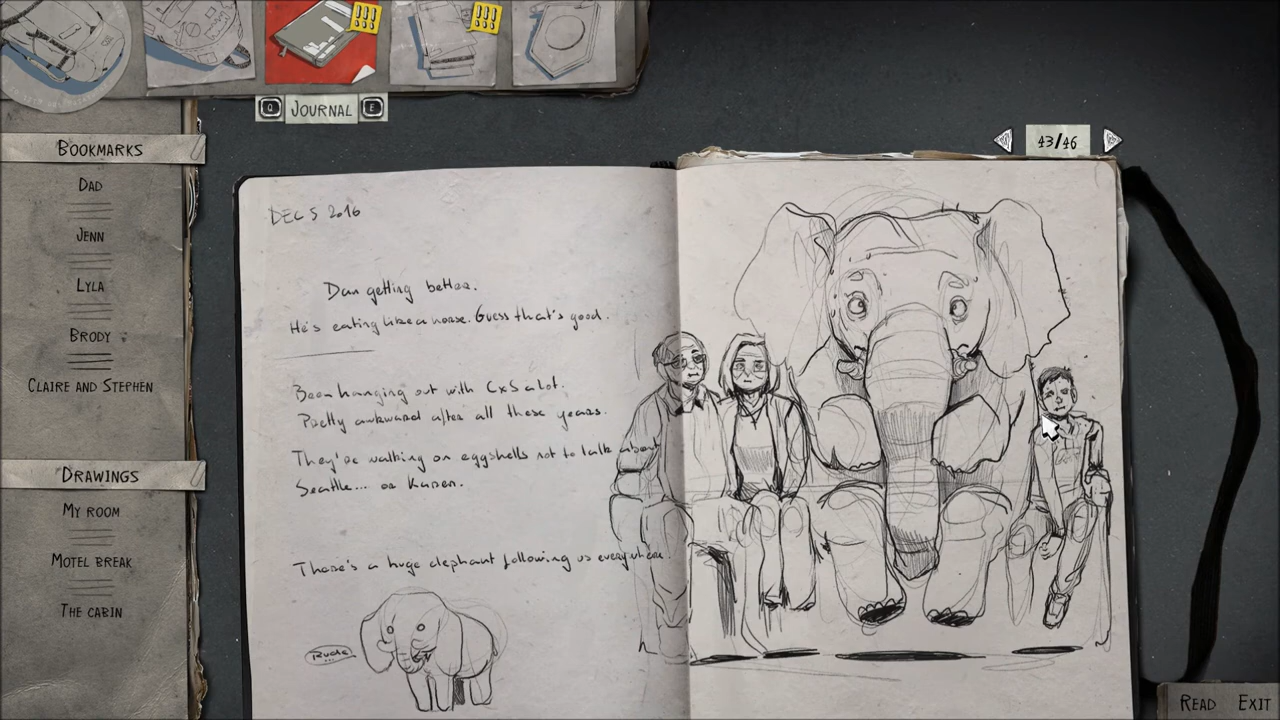 Q JOURNAL E
43/46
BOOKMARKS
DAD
JENN
LYLA
BRODY
CLAIRE AND STEPHEN
DRAWINGS
MY ROOM
MOTEL BREAK
THE CABIN
DEC 5 2016
Dan getting better.
He's eating like a horse. Guess that's good.
Been hanging out with C&S a lot.
Pretty awkward after all these years.
They're walking on eggshells not to talk about
Seattle... or Karen.
There's a huge elephant following us everywhere.
Rude
...
READ EXIT